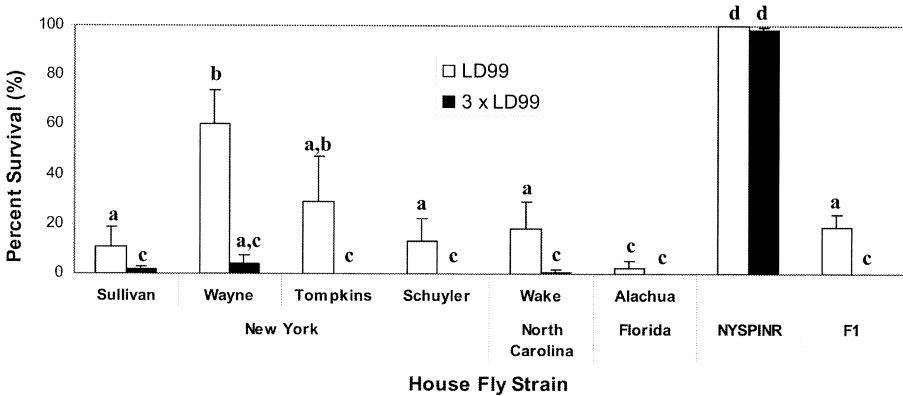 Percent Survival (%)
100
80
60
40
20
0
LD99
3 x LD99
a
c
b
a,c
a,b
c
a
c
a
c
c
c
d d
a
c
Sullivan Wayne Tompkins Schuyler Wake Alachua
New York North Carolina Florida NYSPINR F1
House Fly Strain